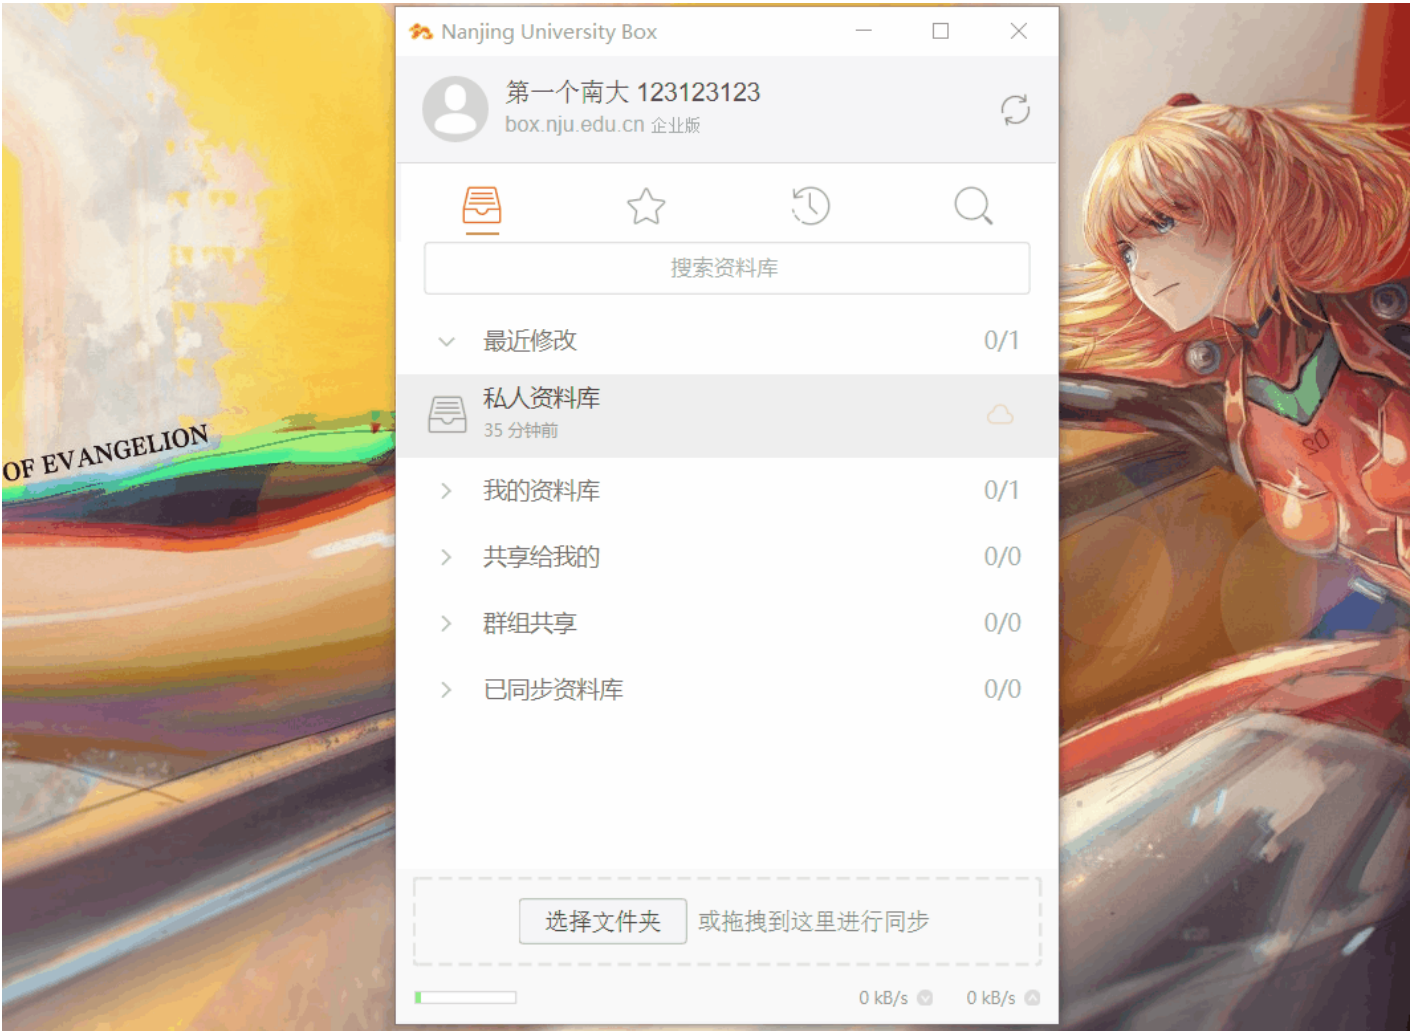 Nanjing University Box
第一个南大 123123123
box.nju.edu.cn 企业版
搜索资料库
最近修改 0/1
私人资料库
35 分钟前
OF EVANGELION
我的资料库 0/1
共享给我的 0/0
群组共享 0/0
已同步资料库 0/0
02
选择文件夹 或拖拽到这里进行同步
0 kB/s 0 kB/s